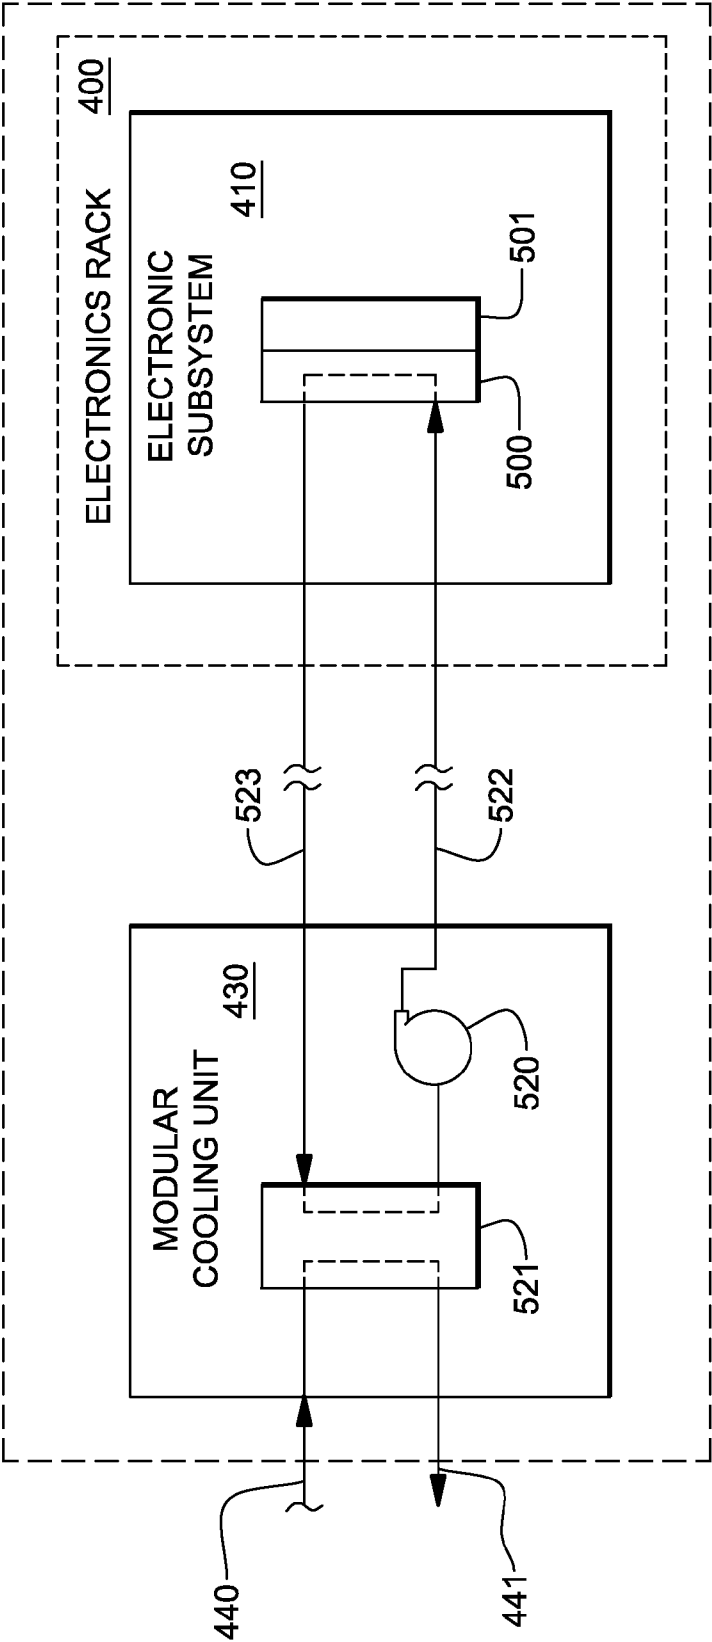 ELECTRONICS RACK
400
ELECTRONIC
SUBSYSTEM
410
501
500
523
522
MODULAR
COOLING UNIT
430
520
521
440
441